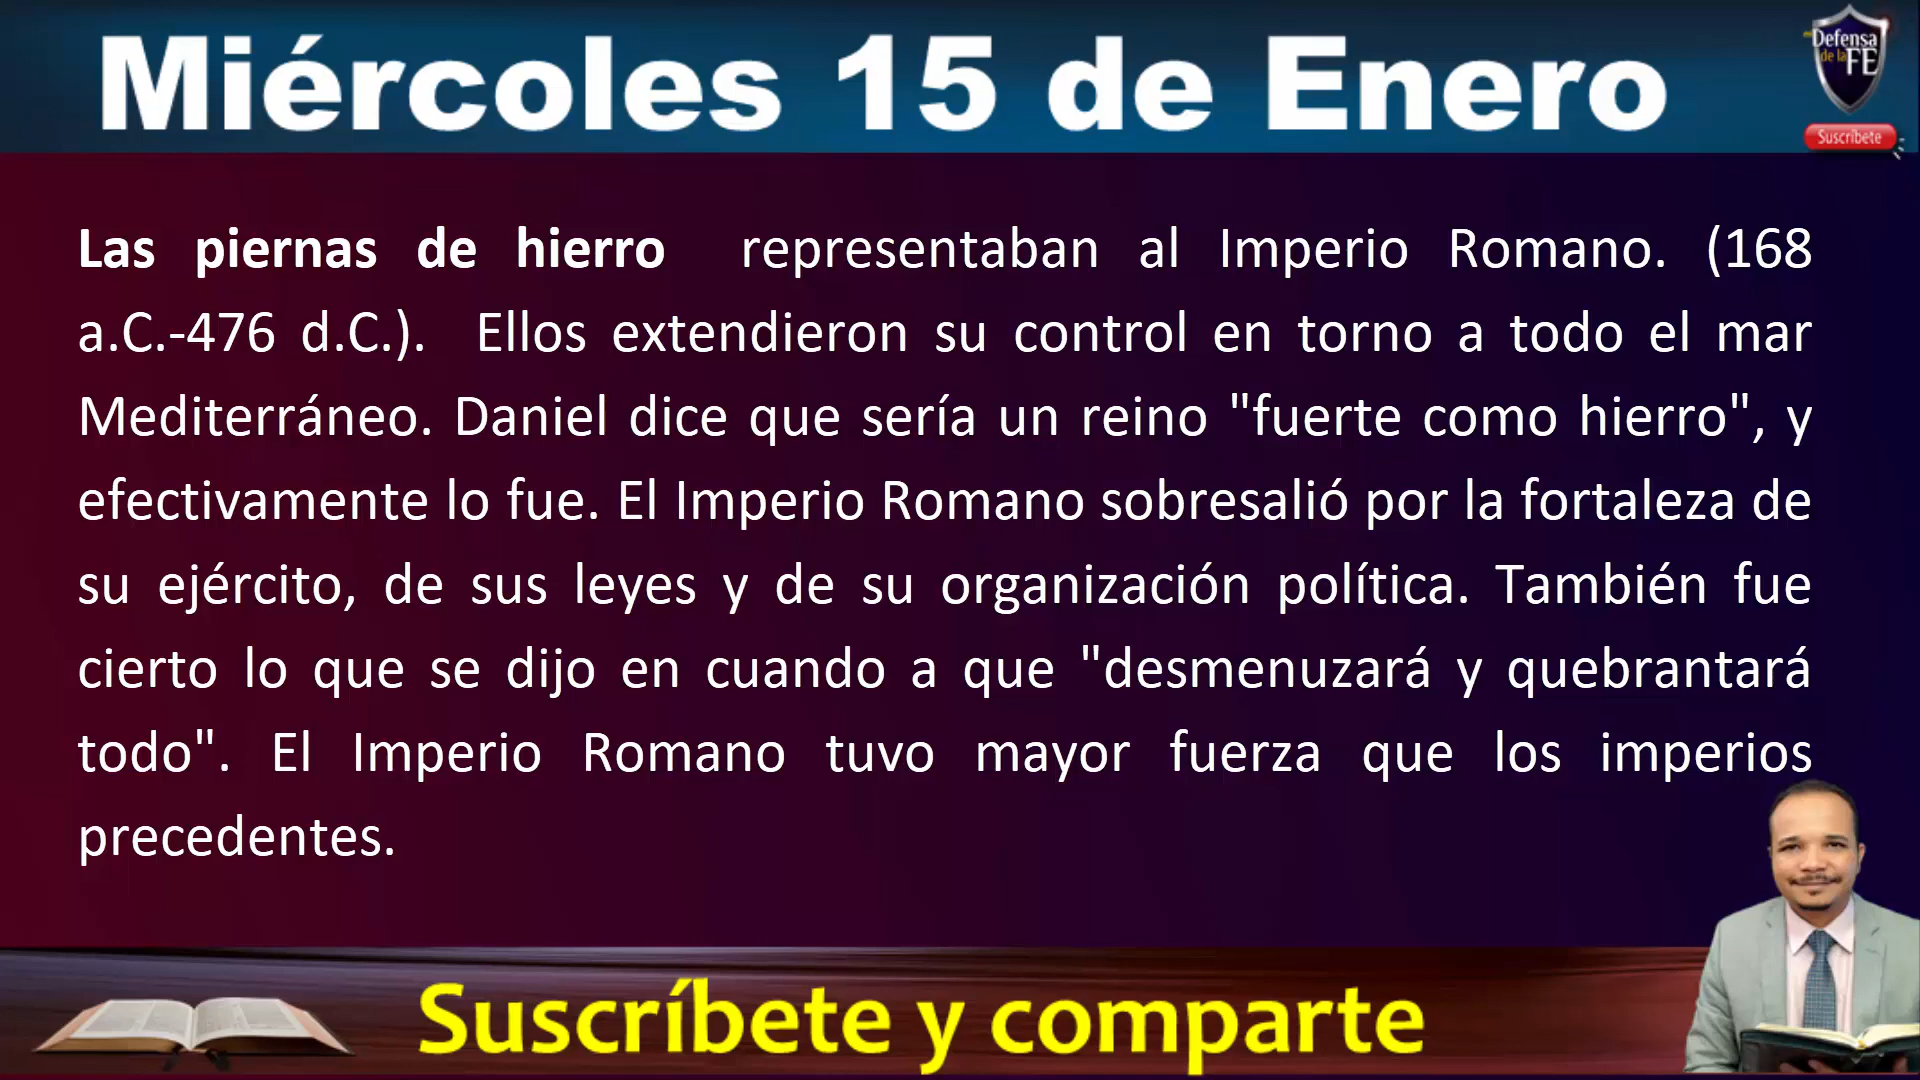 Miércoles 15 de Enero
Defensa
de la FE
Suscríbete
Las piernas de hierro representaban al Imperio Romano. (168
a.C.-476 d.C.). Ellos extendieron su control en torno a todo el mar
Mediterráneo. Daniel dice que sería un reino "fuerte como hierro", y
efectivamente lo fue. El Imperio Romano sobresalió por la fortaleza de
su ejército, de sus leyes y de su organización política. También fue
cierto lo que se dijo en cuando a que "desmenuzará y quebrantará
todo". El Imperio Romano tuvo mayor fuerza que los imperios
precedentes.
Suscríbete y comparte